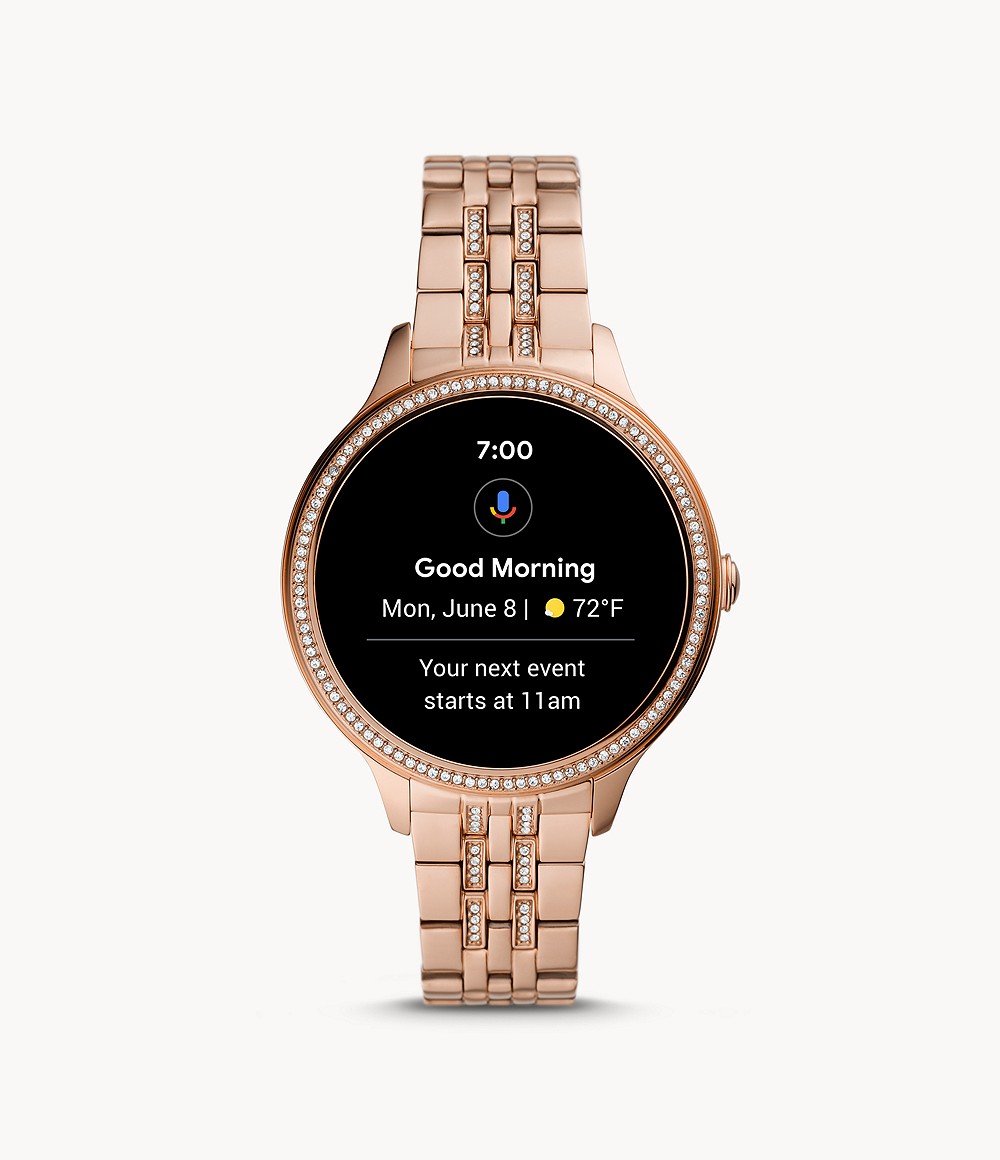 7:00
Good Morning
Mon, June 8 | 72°F
Your next event
starts at 11am